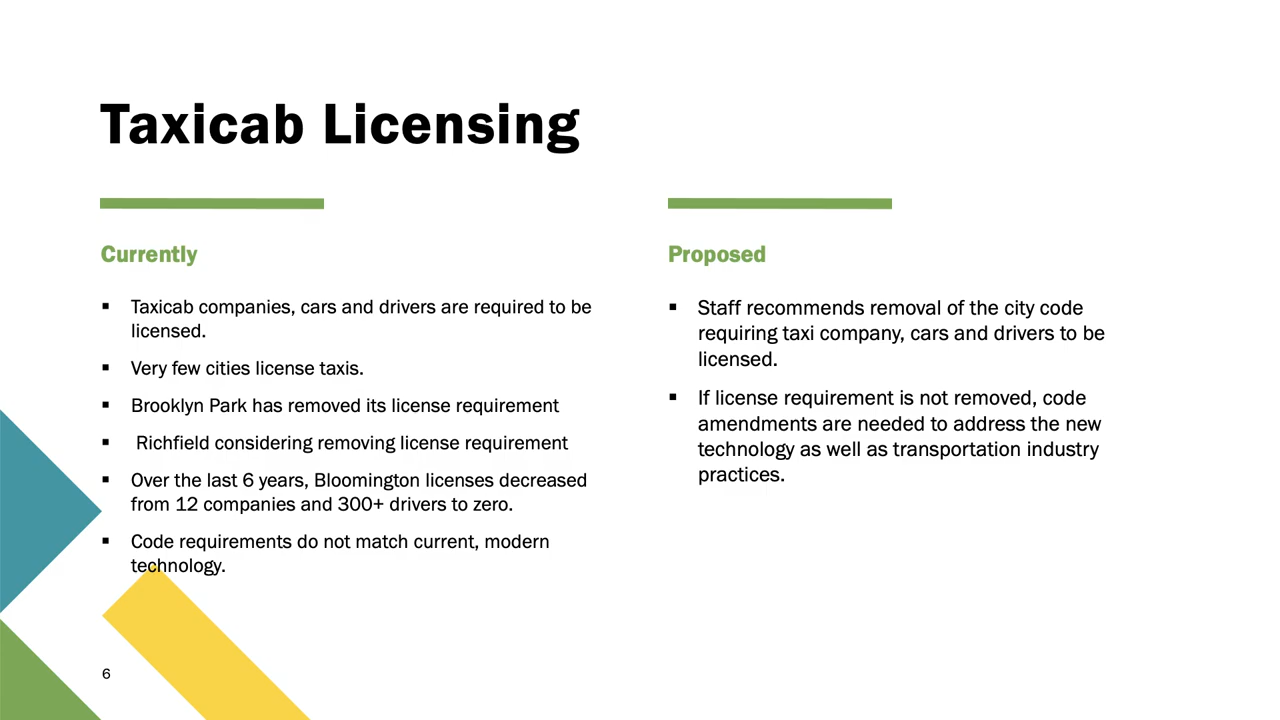 Taxicab Licensing
Currently
▪ Taxicab companies, cars and drivers are required to be
licensed.
▪ Very few cities license taxis.
▪ Brooklyn Park has removed its license requirement
▪ Richfield considering removing license requirement
▪ Over the last 6 years, Bloomington licenses decreased
from 12 companies and 300+ drivers to zero.
▪ Code requirements do not match current, modern
technology.
Proposed
▪ Staff recommends removal of the city code
requiring taxi company, cars and drivers to be
licensed.
▪ If license requirement is not removed, code
amendments are needed to address the new
technology as well as transportation industry
practices.
6